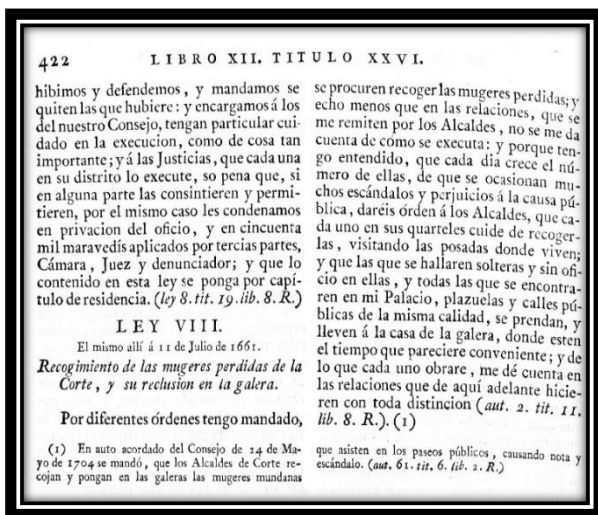 422 LIBRO XII. TITULO XXVI.
hibimos y defendemos, y mandamos se
quiten las que hubiere: y encargamos á los
del nuestro Consejo, tengan particular cui-
dado en la execucion, como de cosa tan
importante; y á las Justicias, que cada una
en su distrito lo execute, so pena que, si
en alguna parte las consintieren y permi-
tieren, por el mismo caso les condenamos
en privacion del oficio, y en cincuenta
mil maravedís aplicados por tercias partes,
Cámara, Juez y denunciador; y que lo
contenido en esta ley se ponga por capí-
tulo de residencia. (ley 8. tit. 19. lib. 8. R.)
LEY VIII.
El mismo allí á 11 de Julio de 1661.
Recogimiento de las mugeres perdidas de la
Corte, y su reclusion en la galera.
Por diferentes órdenes tengo mandado,
se procuren recoger las mugeres perdidas; y
echo menos que en las relaciones, que se
me remiten por los Alcaldes, no se me da
cuenta de cómo se executa: y porque ten-
go entendido, que cada dia crece el nú-
mero de ellas, de que se ocasionan mu-
chos escándalos y perjuicios á la causa pú-
blica, daréis órden á los Alcaldes, que ca-
da uno en sus quarteles cuide de recoger-
las, visitando las posadas donde viven;
y que las que se hallaren solteras y sin ofi-
cio en ellas, y todas las que se encontra-
ren en mi Palacio, plazuelas y calles pú-
blicas de la misma calidad, se prendan, y
lleven á la casa de la galera, donde esten
el tiempo que pareciere conveniente; y de
lo que cada uno obrare, me dé cuenta en
las relaciones que de aquí adelante hicie-
ren con toda distincion (aut. 2. tit. 11.
lib. 8. R.). (1)
(1) En auto acordado del Consejo de 24 de Ma-
yo de 1704 se mandó, que los Alcaldes de Corte re-
cojan y pongan en las galeras las mugeres mundanas
que asisten en los paseos públicos, causando nota y
escándalo. (aut. 61. tit. 6. lib. 2. R.)